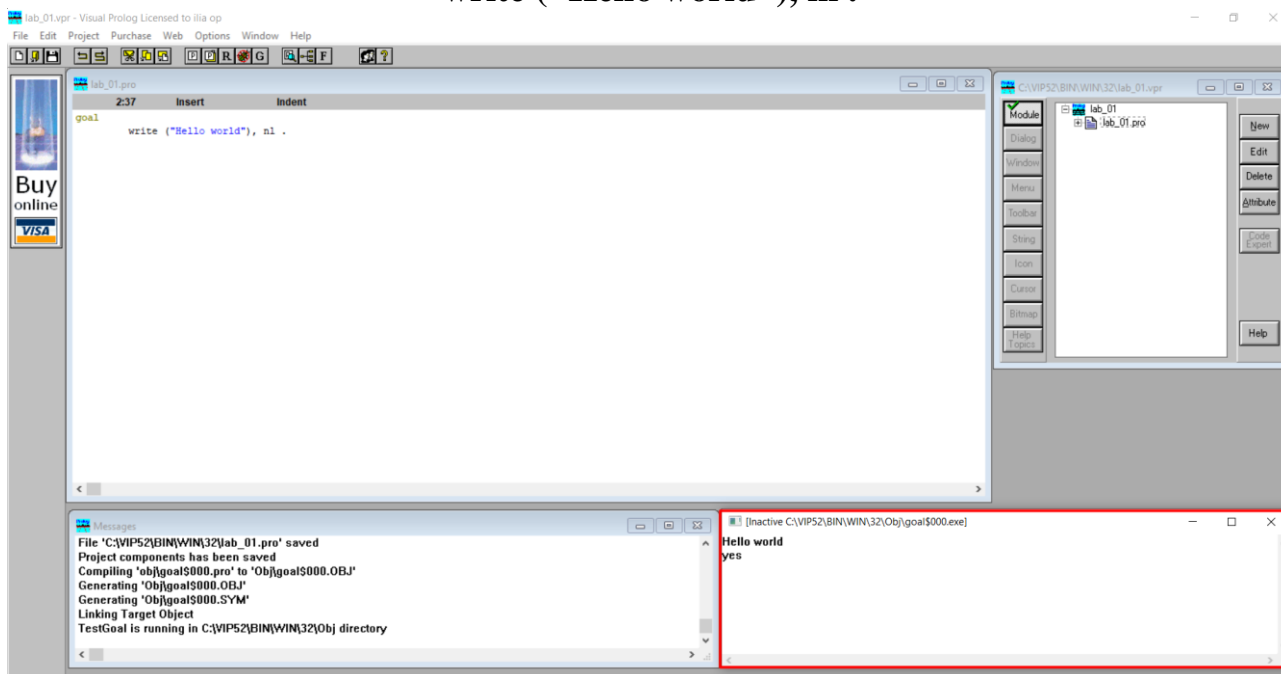 write ("Hello world"), nl .
lab_01.vpr - Visual Prolog Licensed to ilia op
File Edit Project Purchase Web Options Window Help
R G F ?
lab_01.pro
2:37 Insert Indent
goal
write ("Hello world"), nl .
Buy
online
VISA
C:\VIP52\BIN\WIN\32\lab_01.vpr
Module
Dialog
Window
Menu
Toolbar
String
Icon
Cursor
Bitmap
Help
Topics
lab_01
lab_01.pro
New
Edit
Delete
Attribute
Code
Expert
Help
Messages
File 'C:\VIP52\BIN\WIN\32\lab_01.pro' saved
Project components has been saved
Compiling 'obj\goal$000.pro' to 'Obj\goal$000.OBJ'
Generating 'Obj\goal$000.OBJ'
Generating 'Obj\goal$000.SYM'
Linking Target Object
TestGoal is running in C:\VIP52\BIN\WIN\32\Obj directory
[Inactive C:\VIP52\BIN\WIN\32\Obj\goal$000.exe]
Hello world
yes